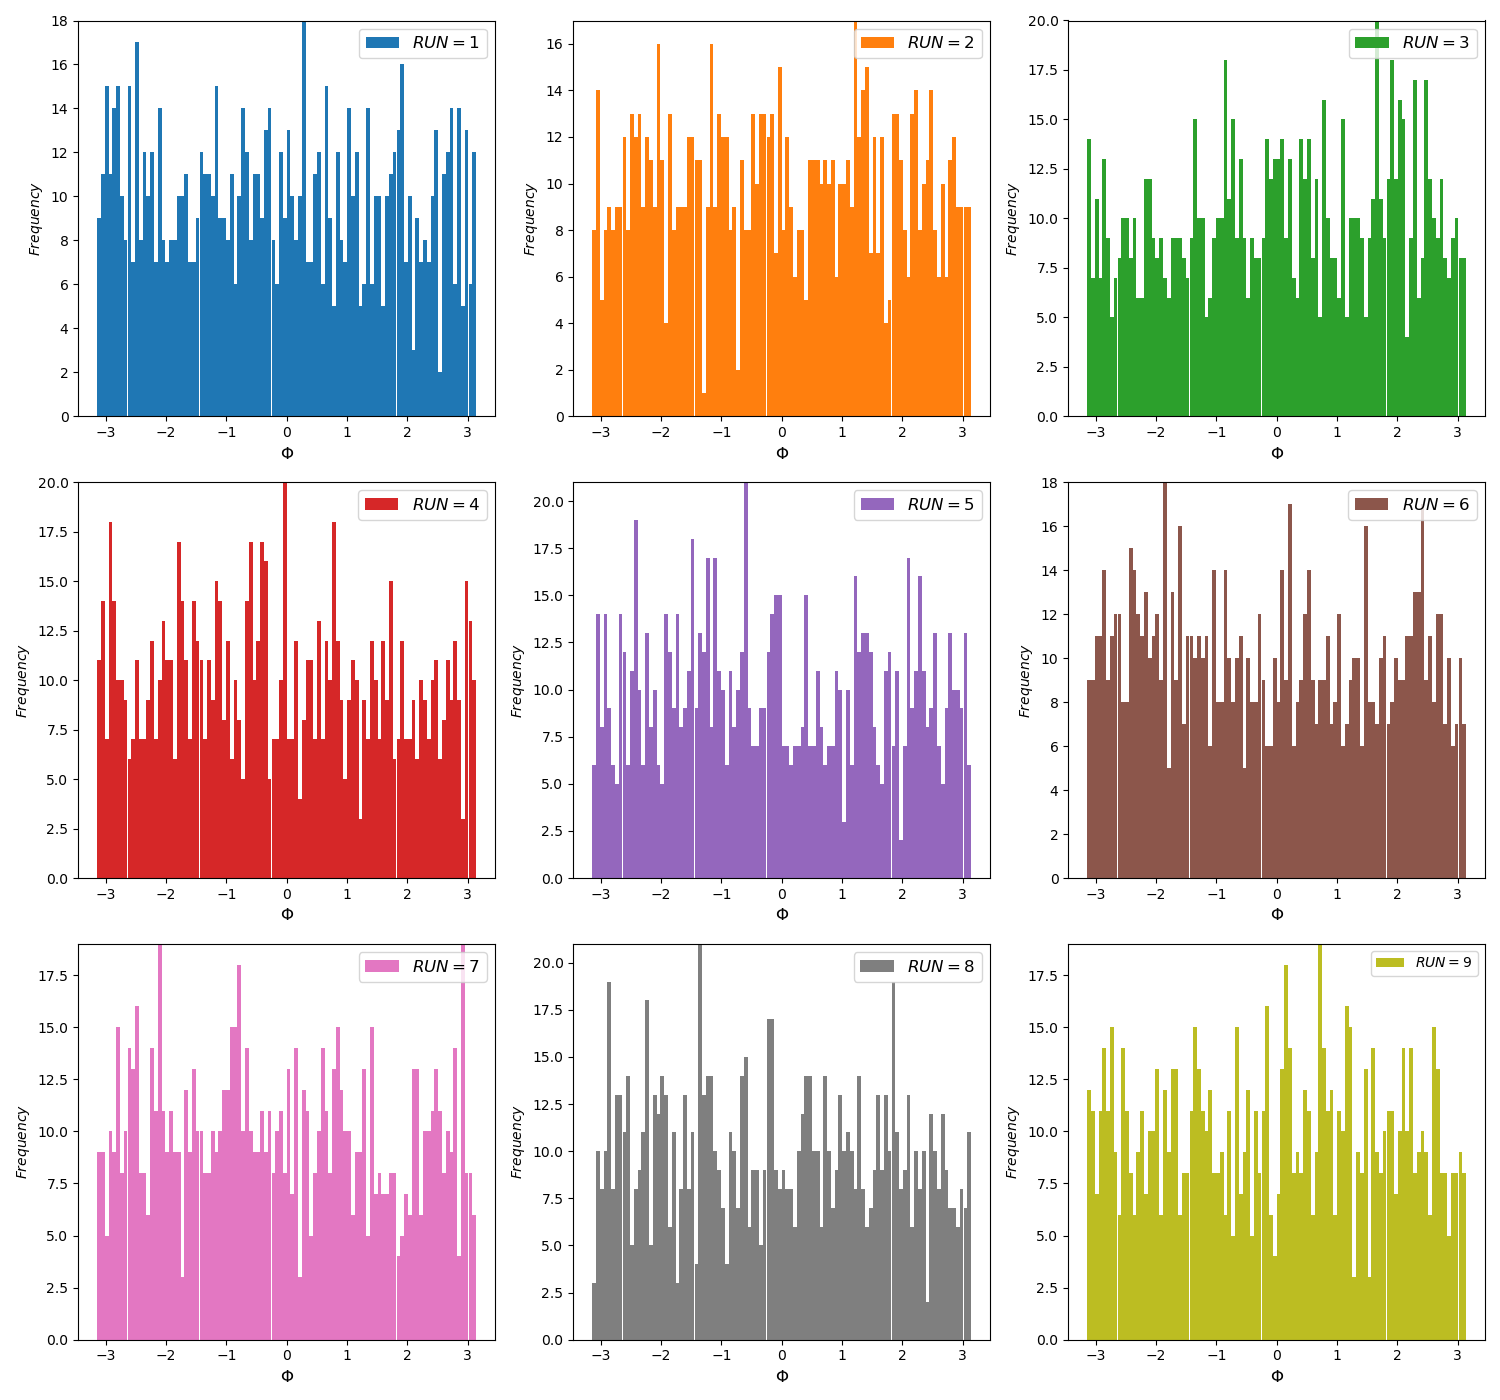 RUN = 1
Frequency
18
16
14
12
10
8
6
4
2
0
−3 −2 −1 0 1 2 3
Φ
RUN = 2
Frequency
16
14
12
10
8
6
4
2
0
−3 −2 −1 0 1 2 3
Φ
RUN = 3
Frequency
20.0
17.5
15.0
12.5
10.0
7.5
5.0
2.5
0.0
−3 −2 −1 0 1 2 3
Φ
RUN = 4
Frequency
20.0
17.5
15.0
12.5
10.0
7.5
5.0
2.5
0.0
−3 −2 −1 0 1 2 3
Φ
RUN = 5
Frequency
20.0
17.5
15.0
12.5
10.0
7.5
5.0
2.5
0.0
−3 −2 −1 0 1 2 3
Φ
RUN = 6
Frequency
18
16
14
12
10
8
6
4
2
0
−3 −2 −1 0 1 2 3
Φ
RUN = 7
Frequency
17.5
15.0
12.5
10.0
7.5
5.0
2.5
0.0
−3 −2 −1 0 1 2 3
Φ
RUN = 8
Frequency
20.0
17.5
15.0
12.5
10.0
7.5
5.0
2.5
0.0
−3 −2 −1 0 1 2 3
Φ
RUN = 9
Frequency
17.5
15.0
12.5
10.0
7.5
5.0
2.5
0.0
−3 −2 −1 0 1 2 3
Φ